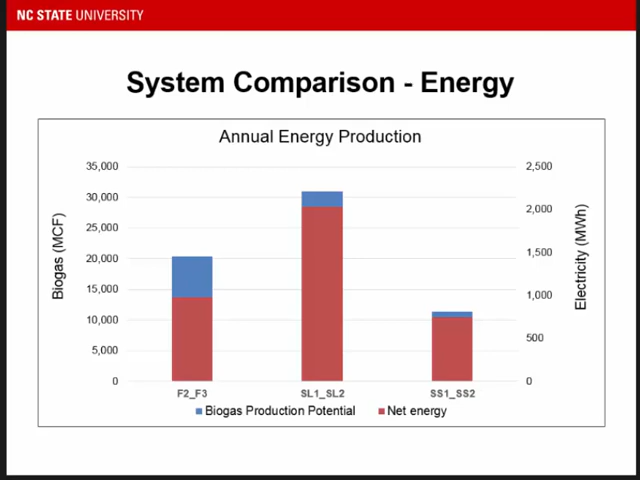 NC STATE UNIVERSITY
System Comparison - Energy
Annual Energy Production
35,000
30,000
25,000
20,000
15,000
10,000
5,000
0
Biogas (MCF)
2,500
2,000
1,500
1,000
500
0
Electricity (MWh)
F2_F3 SL1_SL2 SS1_SS2
Biogas Production Potential Net energy